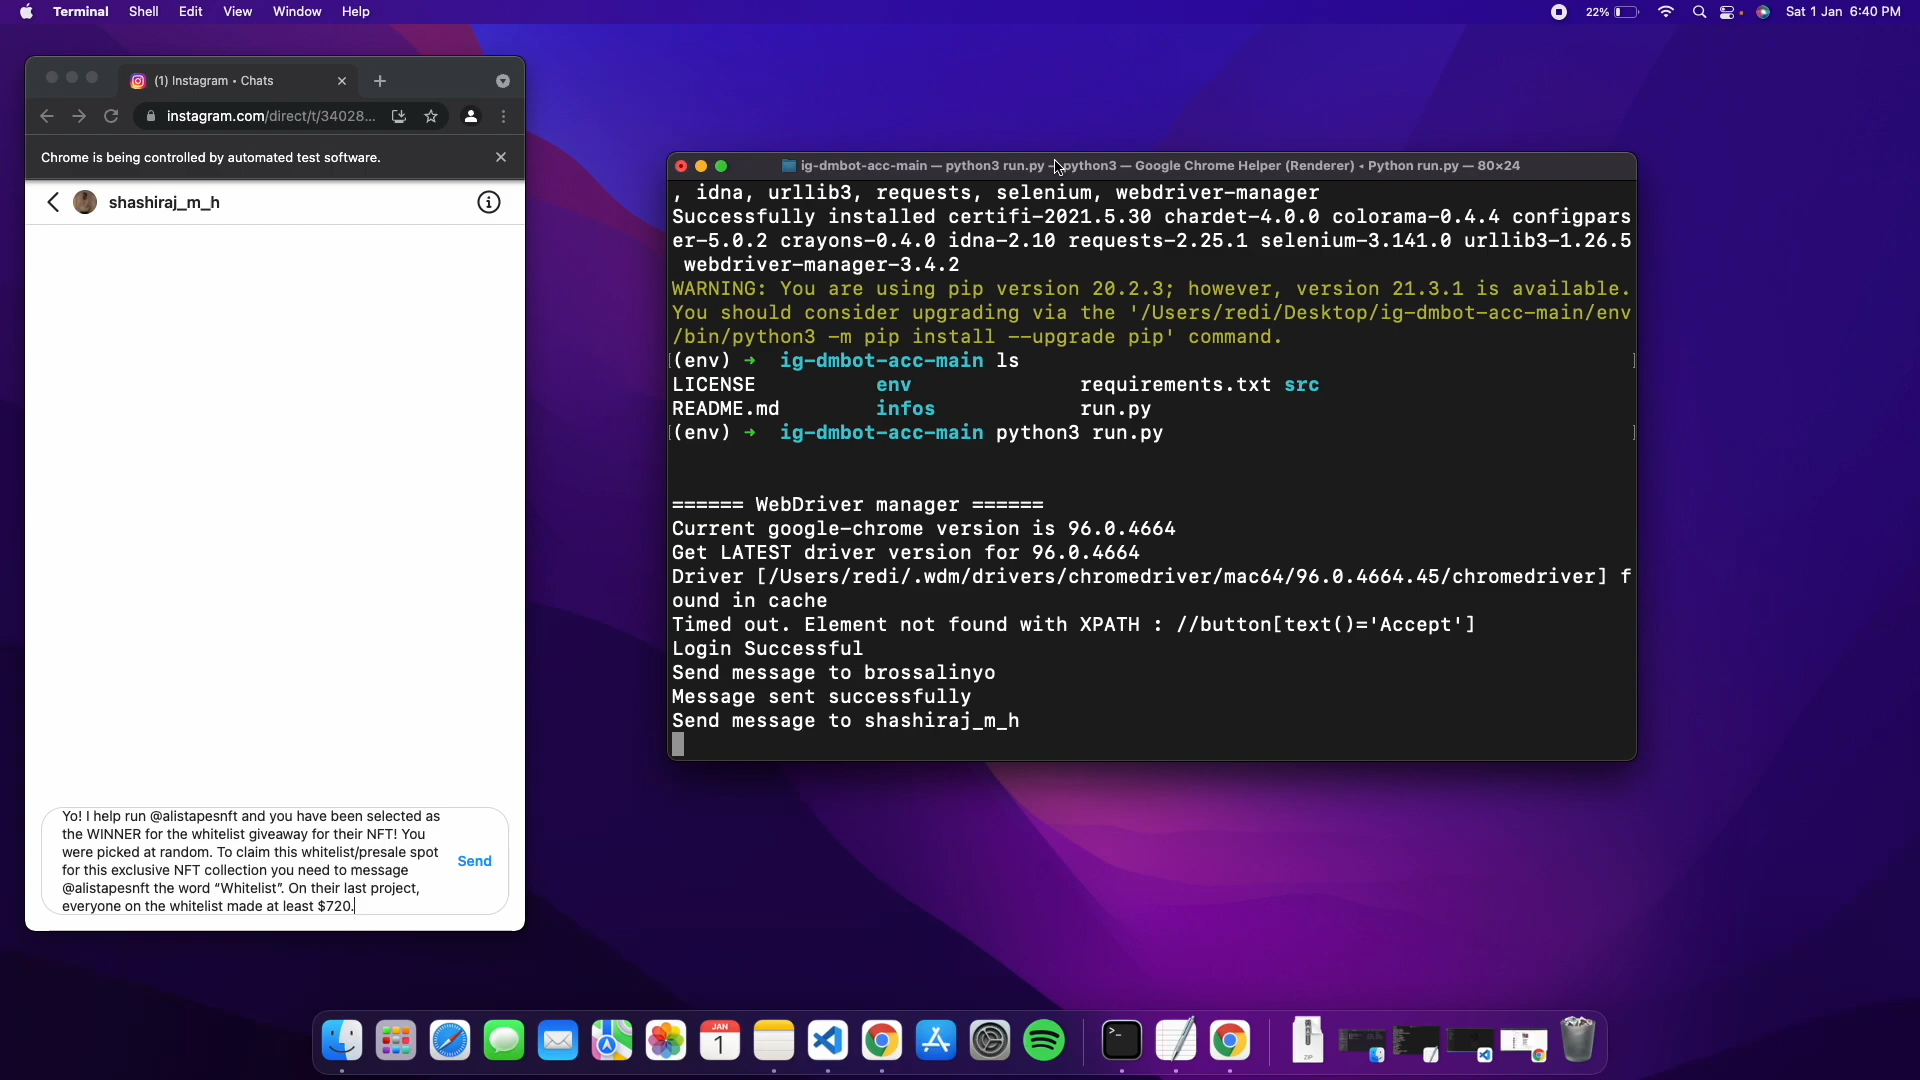 Terminal Shell Edit View Window Help
22%
Sat 1 Jan 6:40 PM
(1) Instagram • Chats
instagram.com/direct/t/34028...
Chrome is being controlled by automated test software.
shashiraj_m_h
Yo! I help run @alistapesnft and you have been selected as
the WINNER for the whitelist giveaway for their NFT! You
were picked at random. To claim this whitelist/presale spot
for this exclusive NFT collection you need to message
@alistapesnft the word “Whitelist”. On their last project,
everyone on the whitelist made at least $720.
Send
ig-dmbot-acc-main — python3 run.py — python3 — Google Chrome Helper (Renderer) ◂ Python run.py — 80×24
, idna, urllib3, requests, selenium, webdriver-manager
Successfully installed certifi-2021.5.30 chardet-4.0.0 colorama-0.4.4 configpars
er-5.0.2 crayons-0.4.0 idna-2.10 requests-2.25.1 selenium-3.141.0 urllib3-1.26.5
webdriver-manager-3.4.2
WARNING: You are using pip version 20.2.3; however, version 21.3.1 is available.
You should consider upgrading via the '/Users/redi/Desktop/ig-dmbot-acc-main/env
/bin/python3 -m pip install --upgrade pip' command.
[(env) → ig-dmbot-acc-main ls ]
LICENSE env requirements.txt src
README.md infos run.py
[(env) → ig-dmbot-acc-main python3 run.py ]
====== WebDriver manager ======
Current google-chrome version is 96.0.4664
Get LATEST driver version for 96.0.4664
Driver [/Users/redi/.wdm/drivers/chromedriver/mac64/96.0.4664.45/chromedriver] f
ound in cache
Timed out. Element not found with XPATH : //button[text()='Accept']
Login Successful
Send message to brossalinyo
Message sent successfully
Send message to shashiraj_m_h
JAN
1
ZIP